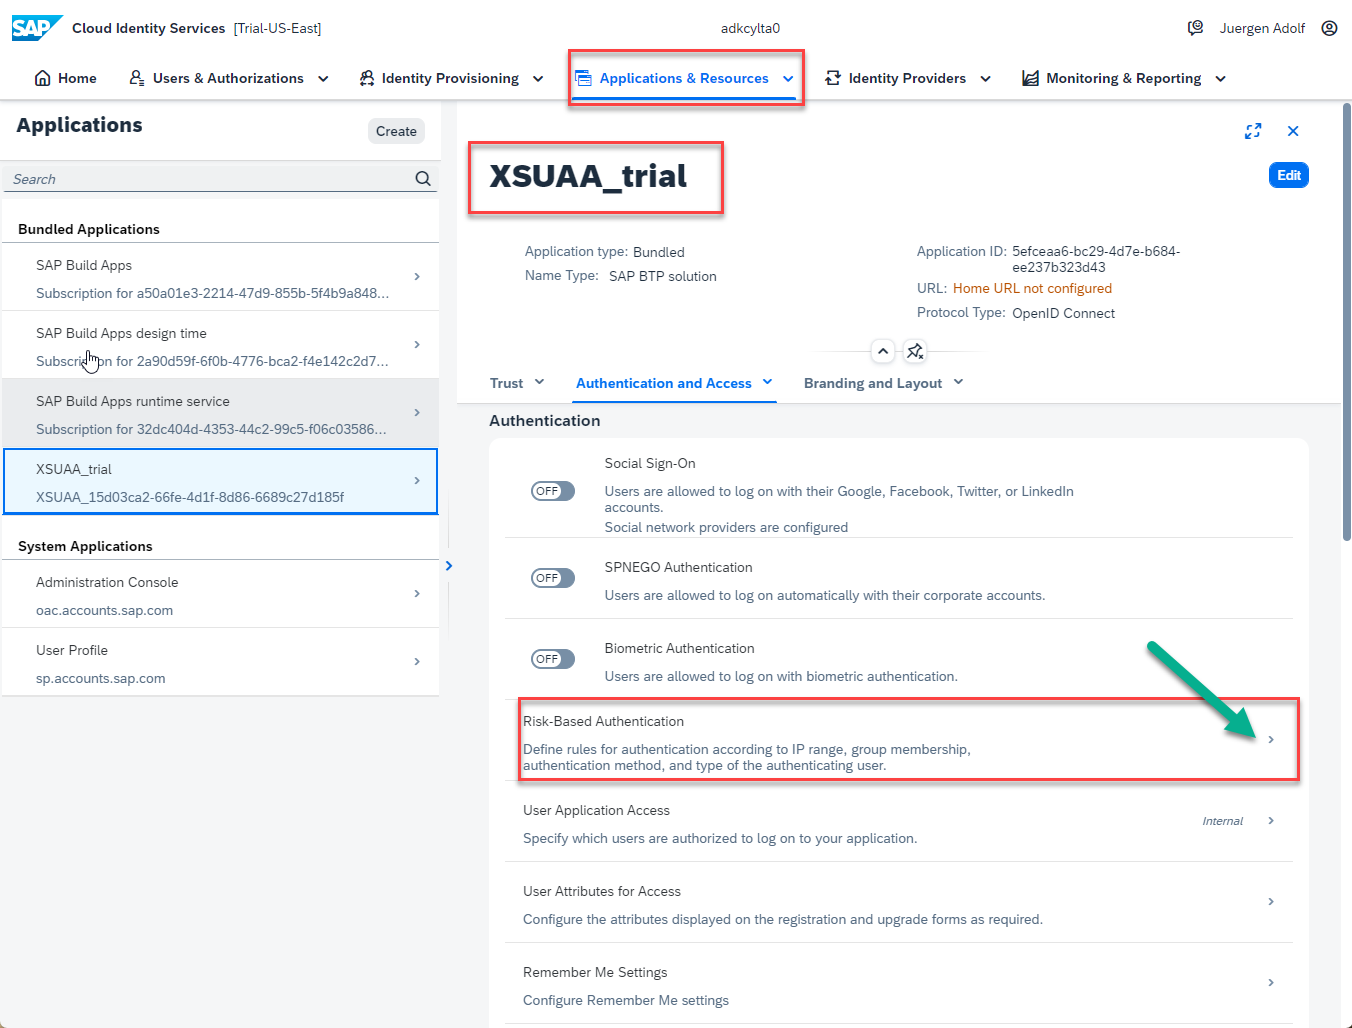 SAP Cloud Identity Services [Trial-US-East] adkcylta0 Juergen Adolf
Home Users & Authorizations Identity Provisioning Applications & Resources Identity Providers Monitoring & Reporting
Applications
Create
Search
Bundled Applications
SAP Build Apps
Subscription for a50a01e3-2214-47d9-855b-5f4b9a848...
SAP Build Apps design time
Subscription for 2a90d59f-6f0b-4776-bca2-f4e142c2d7...
SAP Build Apps runtime service
Subscription for 32dc404d-4353-44c2-99c5-f06c03586...
XSUAA_trial
XSUAA_15d03ca2-66fe-4d1f-8d86-6689c27d185f
System Applications
Administration Console
oac.accounts.sap.com
User Profile
sp.accounts.sap.com
XSUAA_trial
Edit
Application type: Bundled
Name Type: SAP BTP solution
Application ID: 5efceaa6-bc29-4d7e-b684-
ee237b323d43
URL: Home URL not configured
Protocol Type: OpenID Connect
Trust Authentication and Access Branding and Layout
Authentication
Social Sign-On
OFF
Users are allowed to log on with their Google, Facebook, Twitter, or LinkedIn
accounts.
Social network providers are configured
SPNEGO Authentication
OFF
Users are allowed to log on automatically with their corporate accounts.
Biometric Authentication
OFF
Users are allowed to log on with biometric authentication.
Risk-Based Authentication
Define rules for authentication according to IP range, group membership,
authentication method, and type of the authenticating user.
User Application Access
Internal
Specify which users are authorized to log on to your application.
User Attributes for Access
Configure the attributes displayed on the registration and upgrade forms as required.
Remember Me Settings
Configure Remember Me settings